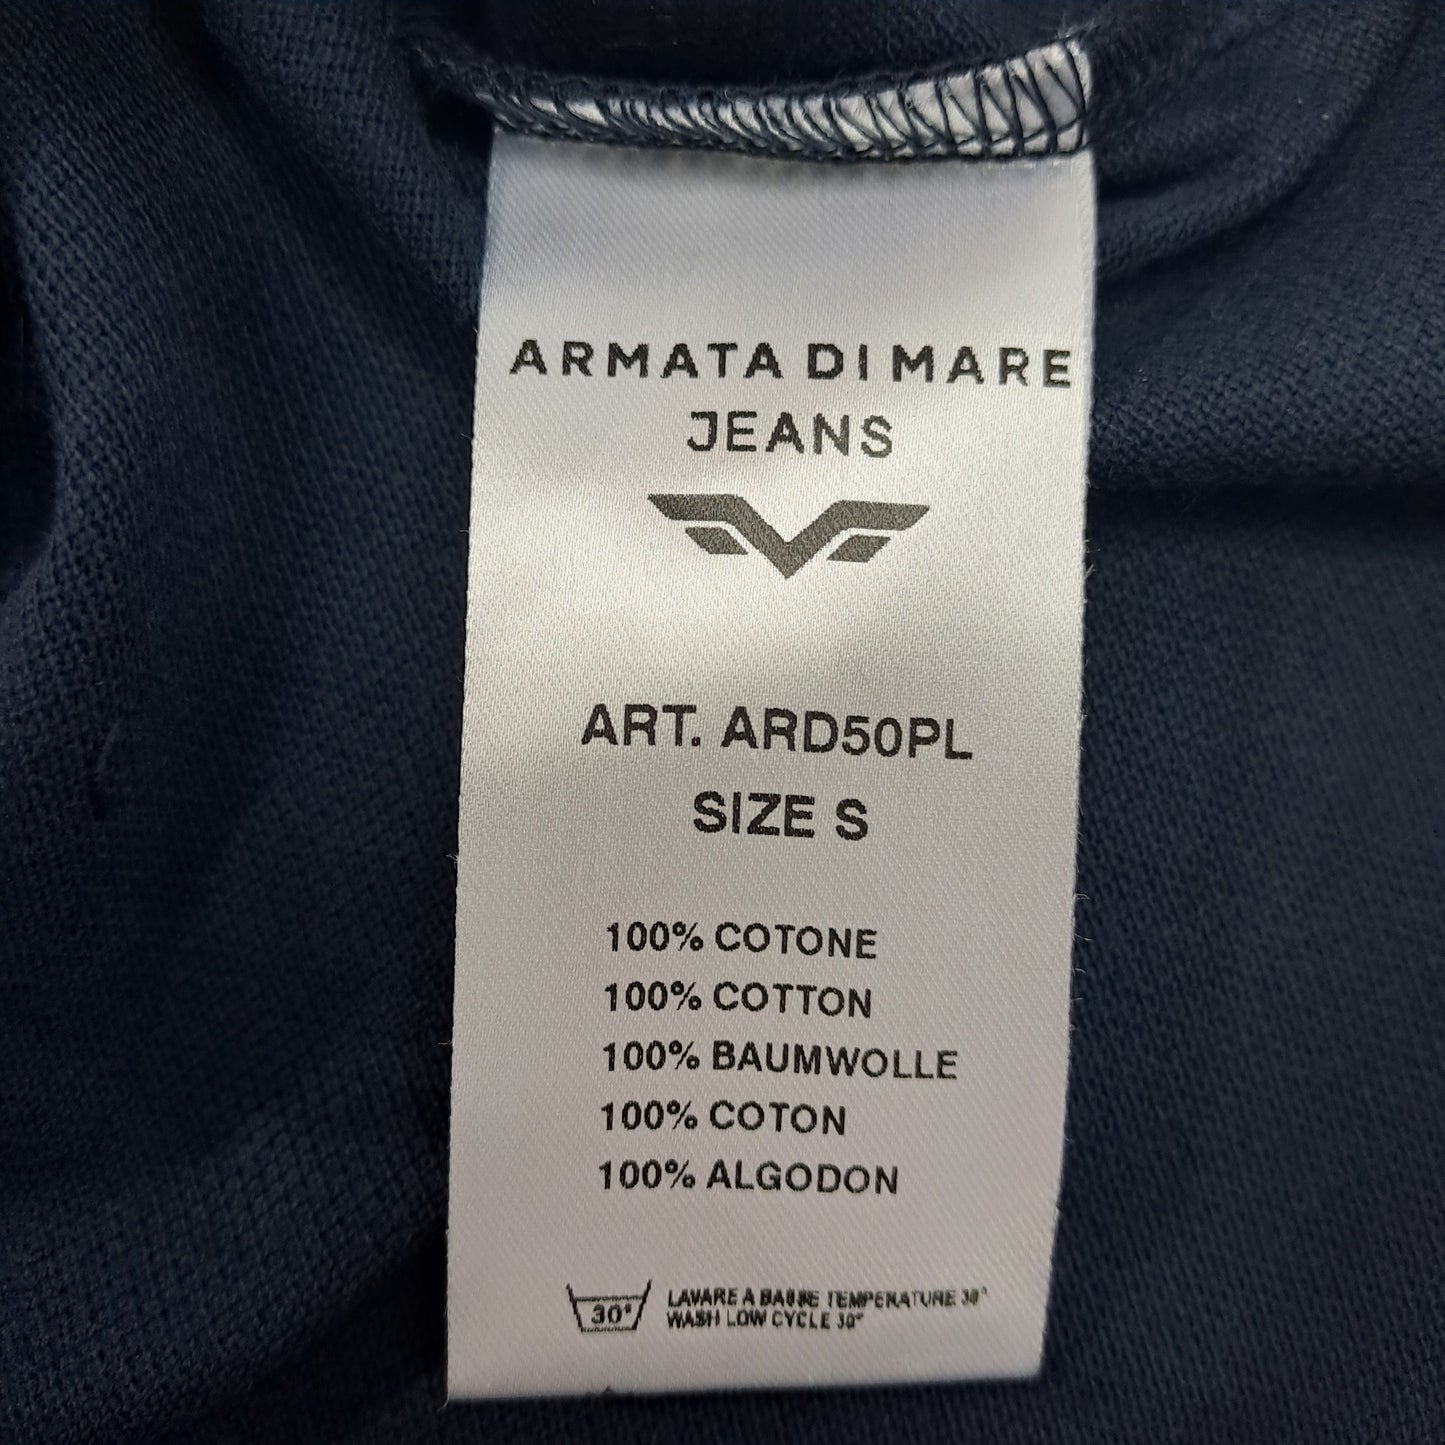 ARMATA DI MARE
JEANS
ART. ARD50PL
SIZE S
100% COTONE
100% COTTON
100% BAUMWOLLE
100% COTON
100% ALGODON
30°
LAVARE A BASSE TEMPERATURE 30°
WASH LOW CYCLE 30°